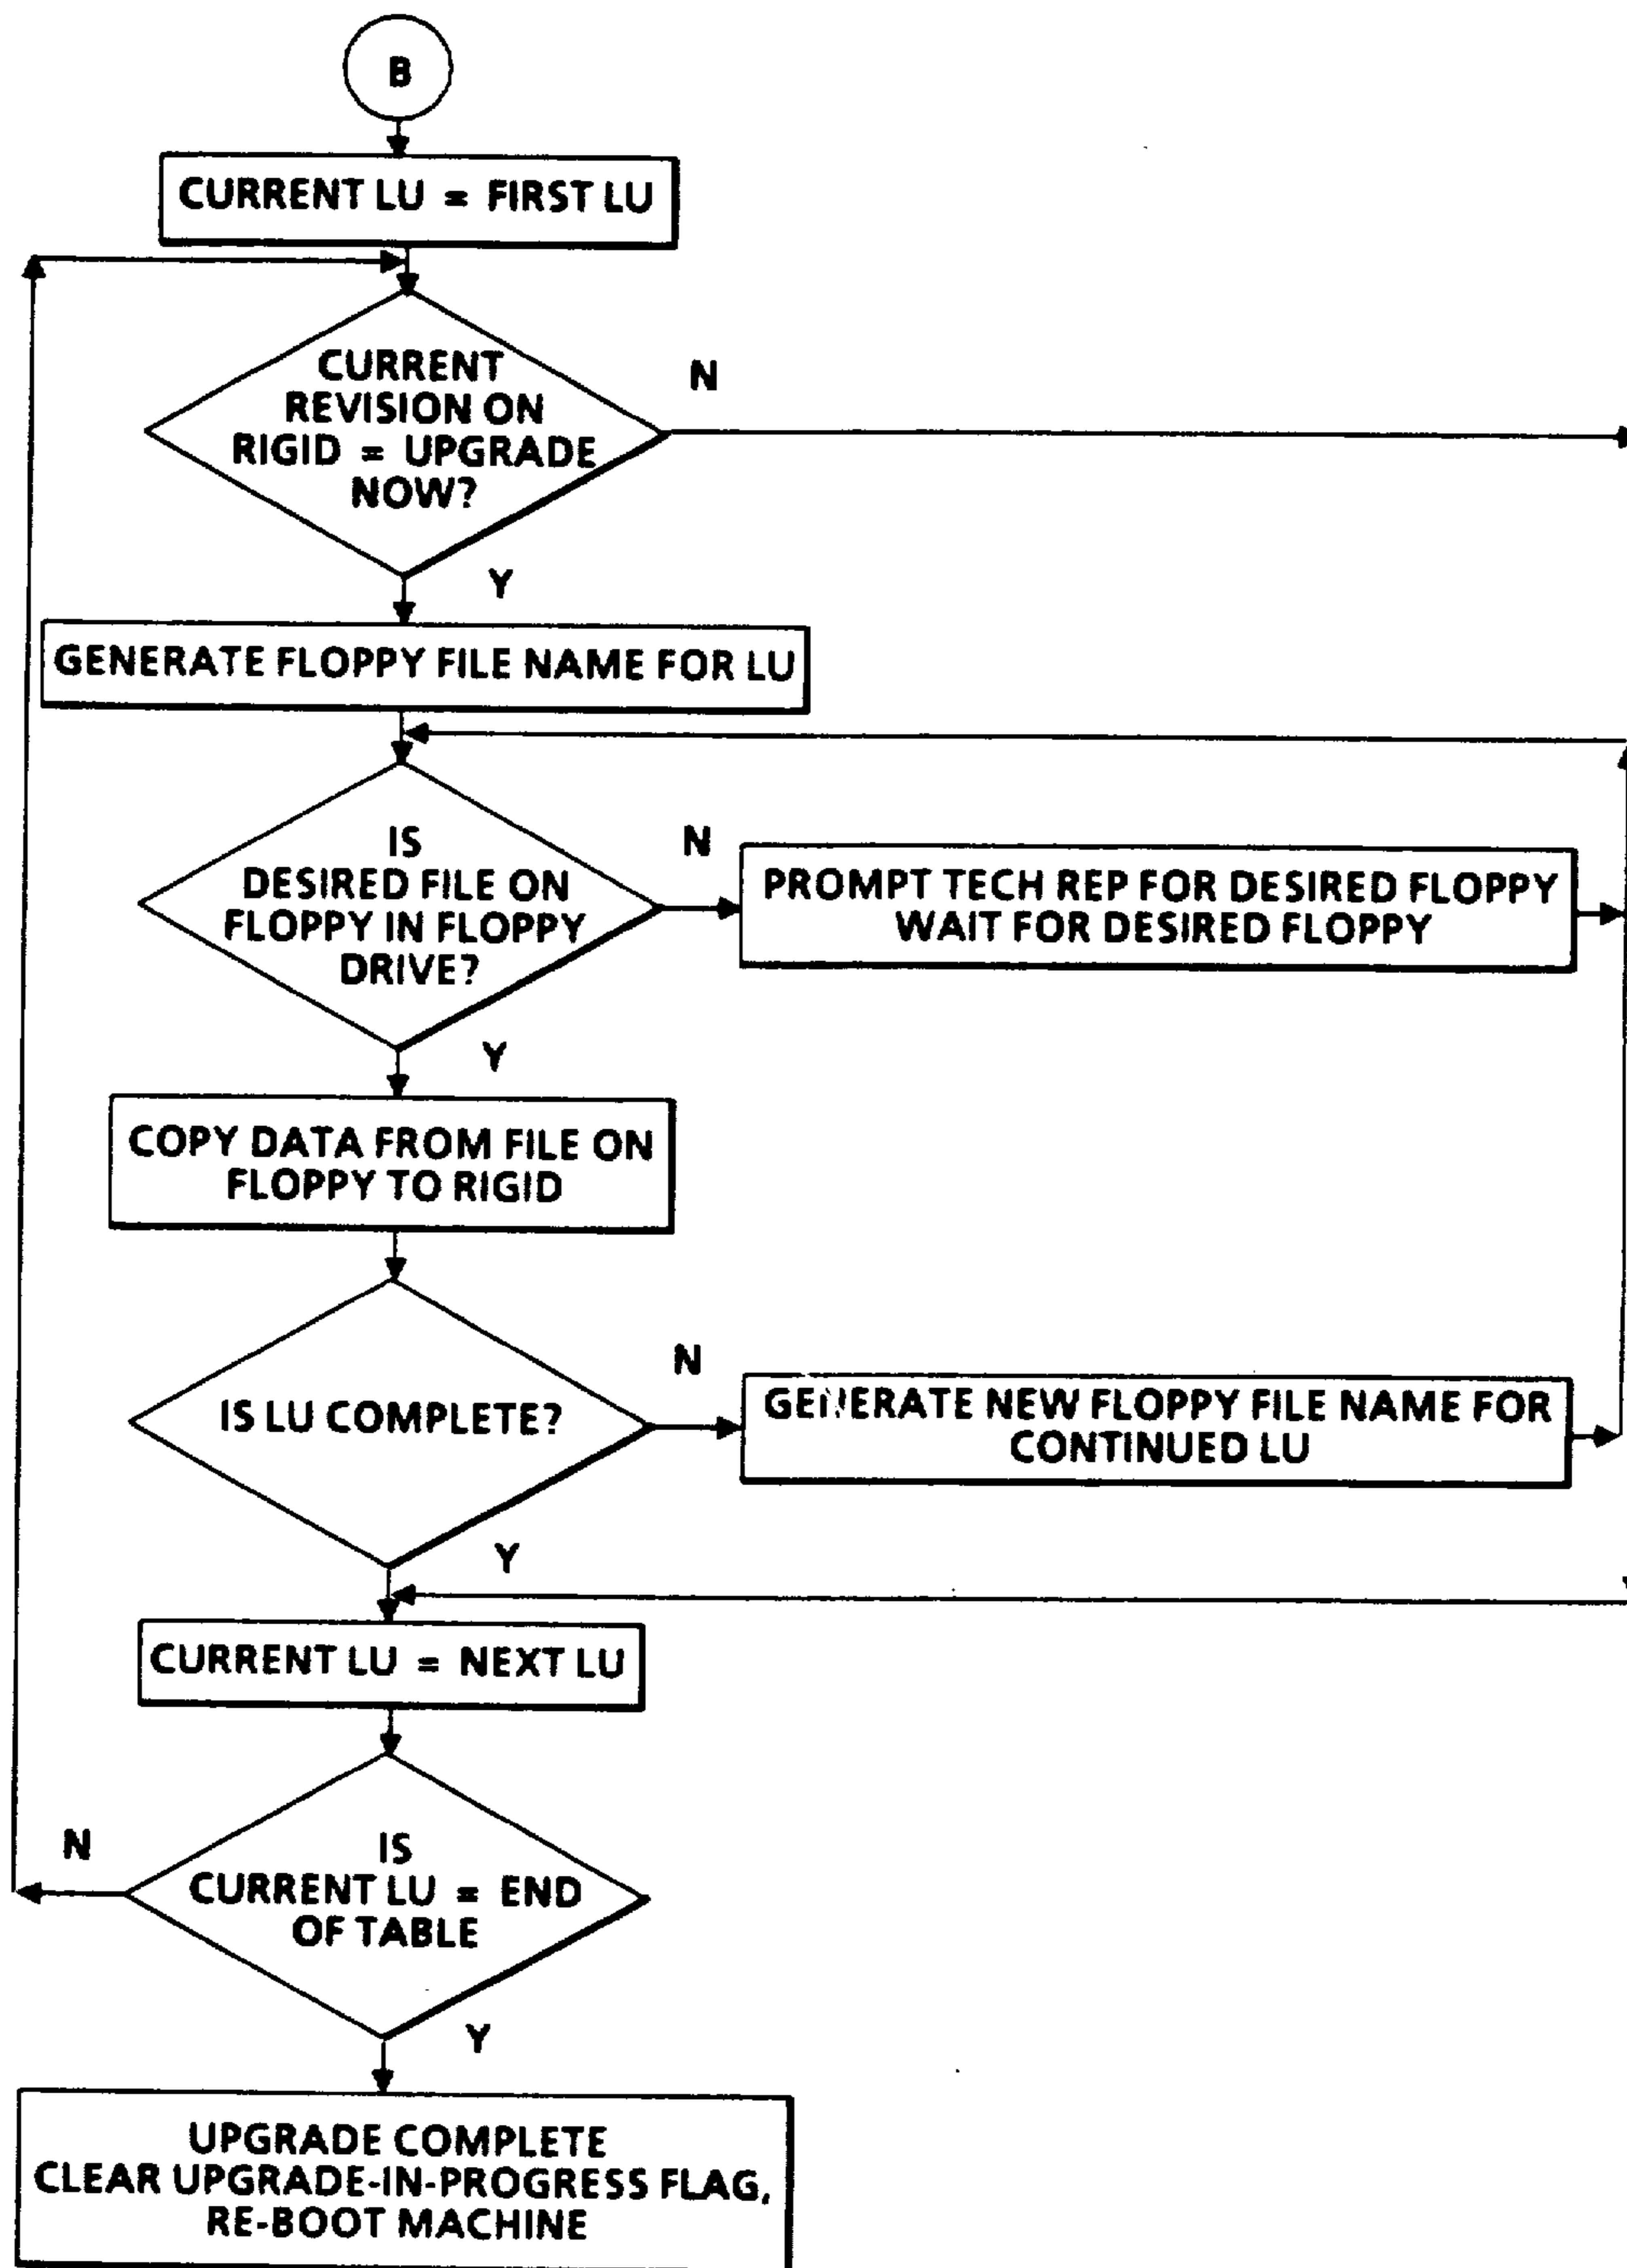 B
CURRENT LU = FIRST LU
CURRENT
REVISION ON
RIGID = UPGRADE
NOW?
N
Y
GENERATE FLOPPY FILE NAME FOR LU
IS
DESIRED FILE ON
FLOPPY IN FLOPPY
DRIVE?
N
PROMPT TECH REP FOR DESIRED FLOPPY
WAIT FOR DESIRED FLOPPY
Y
COPY DATA FROM FILE ON
FLOPPY TO RIGID
IS LU COMPLETE?
N
GENERATE NEW FLOPPY FILE NAME FOR
CONTINUED LU
Y
CURRENT LU = NEXT LU
N
IS
CURRENT LU = END
OF TABLE
Y
UPGRADE COMPLETE
CLEAR UPGRADE-IN-PROGRESS FLAG,
RE-BOOT MACHINE